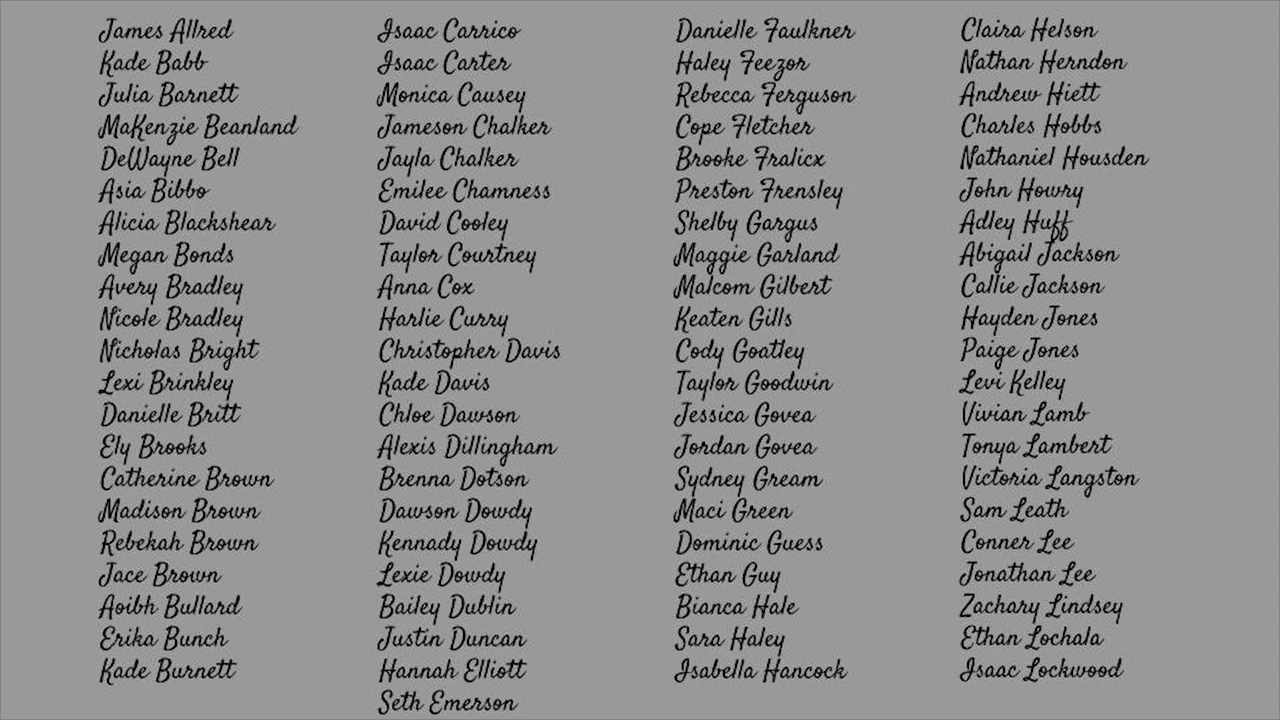 James Allred
Kade Babb
Julia Barnett
MaKenzie Beanland
DeWayne Bell
Asia Bibbo
Alicia Blackshear
Megan Bonds
Avery Bradley
Nicole Bradley
Nicholas Bright
Lexi Brinkley
Danielle Britt
Ely Brooks
Catherine Brown
Madison Brown
Rebekah Brown
Jace Brown
Aoibh Bullard
Erika Bunch
Kade Burnett
Isaac Carrico
Isaac Carter
Monica Causey
Jameson Chalker
Jayla Chalker
Emilee Chamness
David Cooley
Taylor Courtney
Anna Cox
Harlie Curry
Christopher Davis
Kade Davis
Chloe Dawson
Alexis Dillingham
Brenna Dotson
Dawson Dowdy
Kennady Dowdy
Lexie Dowdy
Bailey Dublin
Justin Duncan
Hannah Elliott
Seth Emerson
Danielle Faulkner
Haley Feezor
Rebecca Ferguson
Cope Fletcher
Brooke Fralicx
Preston Frensley
Shelby Gargus
Maggie Garland
Malcom Gilbert
Keaten Gills
Cody Goatley
Taylor Goodwin
Jessica Govea
Jordan Govea
Sydney Gream
Maci Green
Dominic Guess
Ethan Guy
Bianca Hale
Sara Haley
Isabella Hancock
Claira Helson
Nathan Herndon
Andrew Hiett
Charles Hobbs
Nathaniel Housden
John Howry
Adley Huff
Abigail Jackson
Callie Jackson
Hayden Jones
Paige Jones
Levi Kelley
Vivian Lamb
Tonya Lambert
Victoria Langston
Sam Leath
Conner Lee
Jonathan Lee
Zachary Lindsey
Ethan Lochala
Isaac Lockwood